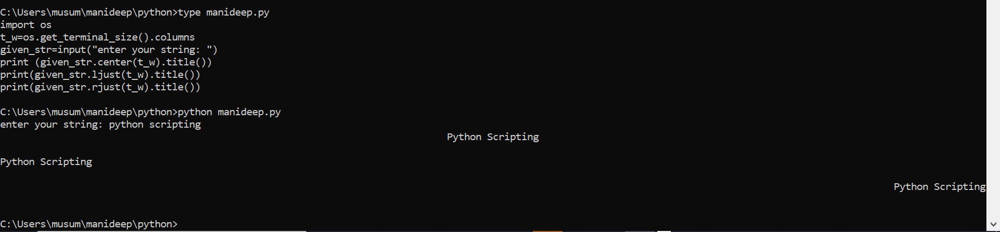 C:\Users\musum\manideep\python>type manideep.py
import os
t_w=os.get_terminal_size().columns
given_str=input("enter your string: ")
print (given_str.center(t_w).title())
print(given_str.ljust(t_w).title())
print(given_str.rjust(t_w).title())
C:\Users\musum\manideep\python>python manideep.py
enter your string: python scripting
Python Scripting
Python Scripting
Python Scripting
C:\Users\musum\manideep\python>